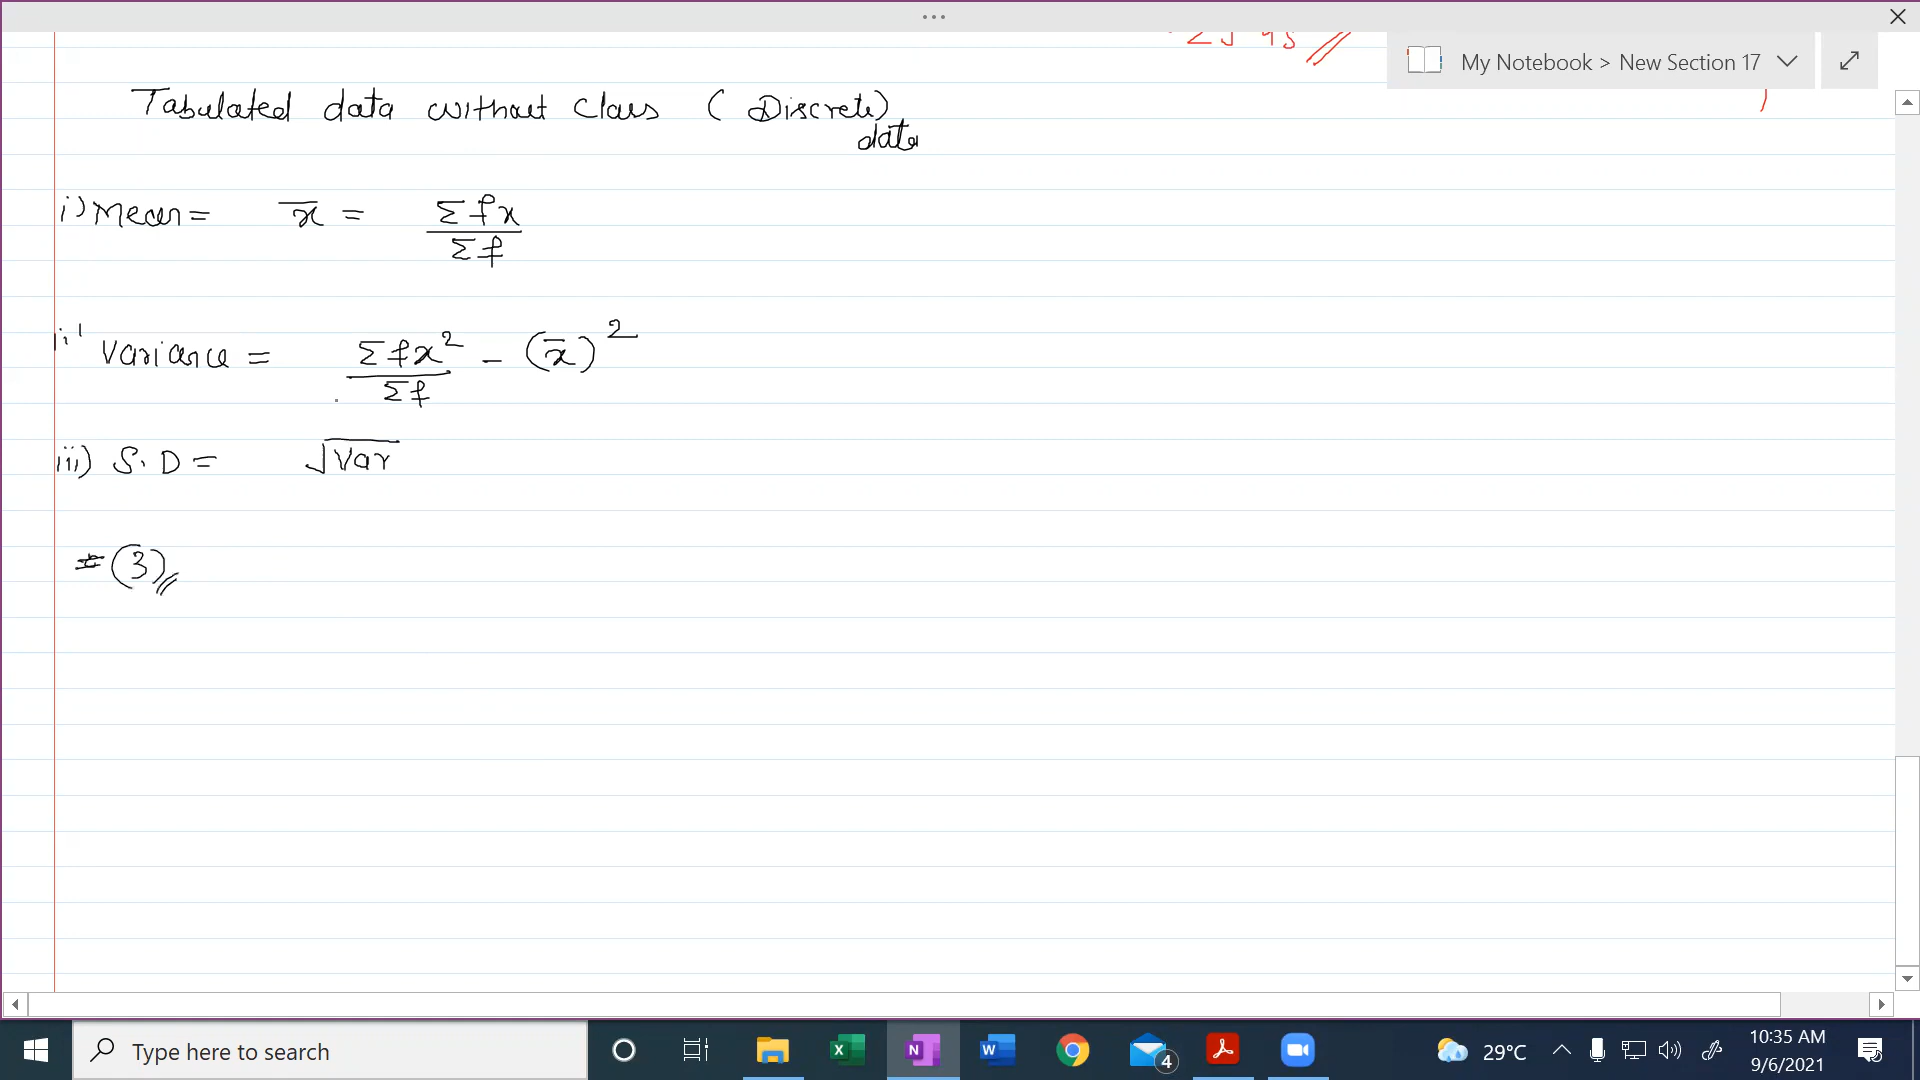 My Notebook > New Section 17
Tabulated data without class ( Discrete)
data
i) Mean = x̄ = Σfx
Σf
ii) Variance = Σfx² - (x̄)²
Σf
iii) S.D = √Var
(3)
Type here to search
4
29°C
10:35 AM
9/6/2021